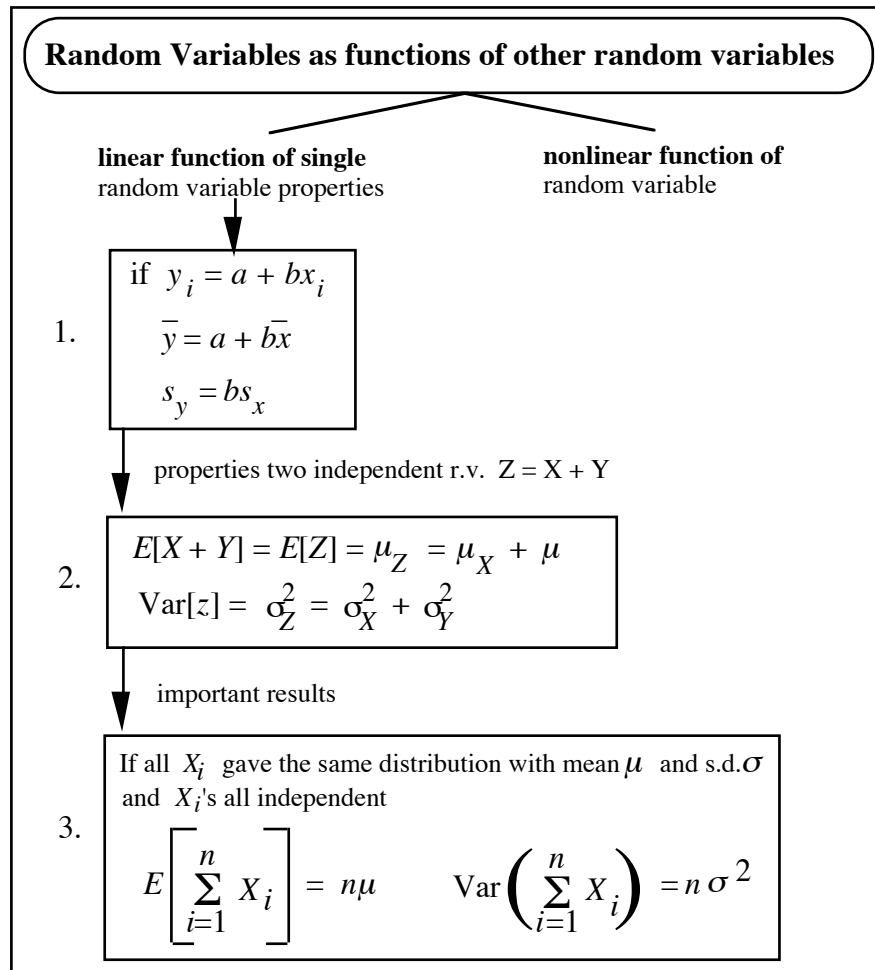 Random Variables as functions of other random variables
linear function of single
random variable properties
nonlinear function of
random variable
1.
if y_i = a + bx_i
y̅ = a + bx̅
s_y = bs_x
properties two independent r.v. Z = X + Y
2.
E[X + Y] = E[Z] = μ_Z = μ_X + μ
Var[z] = σ_Z^2 = σ_X^2 + σ_Y^2
important results
3.
If all X_i gave the same distribution with mean μ and s.d. σ
and X_i's all independent
E[∑_{i=1}^{n} X_i] = nμ
Var(∑_{i=1}^{n} X_i) = n σ^2